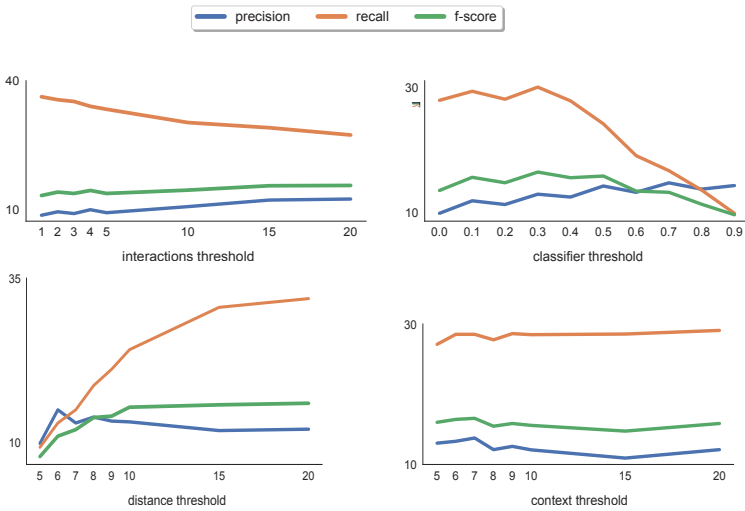 precision recall f-score
40
10
1 2 3 4 5 10 15 20
interactions threshold
30
10
0.0 0.1 0.2 0.3 0.4 0.5 0.6 0.7 0.8 0.9
classifier threshold
35
10
5 6 7 8 9 10 15 20
distance threshold
30
10
5 6 7 8 9 10 15 20
context threshold